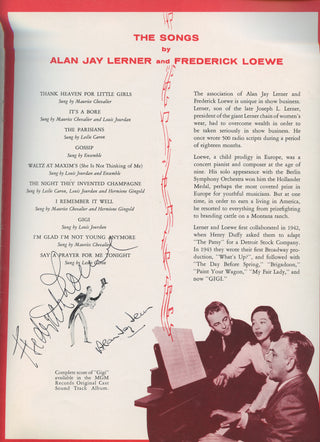 THE SONGS
by
ALAN JAY LERNER and FREDERICK LOEWE
THANK HEAVEN FOR LITTLE GIRLS
Sung by Maurice Chevalier
IT'S A BORE
Sung by Maurice Chevalier and Louis Jourdan
THE PARISIANS
Sung by Leslie Caron
GOSSIP
Sung by Ensemble
WALTZ AT MAXIM'S (She Is Not Thinking of Me)
Sung by Louis Jourdan and Ensemble
THE NIGHT THEY INVENTED CHAMPAGNE
Sung by Leslie Caron, Louis Jourdan and Hermione Gingold
I REMEMBER IT WELL
Sung by Maurice Chevalier and Hermione Gingold
GIGI
Sung by Louis Jourdan
I'M GLAD I'M NOT YOUNG ANYMORE
Sung by Maurice Chevalier
SAY A PRAYER FOR ME TONIGHT
Sung by Leslie Caron
Complete score of "Gigi"
available in the MGM
Records Original Cast
Sound Track Album.
The association of Alan Jay Lerner and
Frederick Loewe is unique in show business.
Lerner, son of the late Joseph L. Lerner,
president of the giant Lerner chain of women's
wear, had to overcome wealth in order to
be taken seriously in show business. He
once wrote 500 radio scripts during a period
of eighteen months.
Loewe, a child prodigy in Europe, was a
concert pianist and composer at the age of
nine. His solo appearance with the Berlin
Symphony Orchestra won him the Hollander
Medal, perhaps the most coveted prior in
Europe for youthful musicians. But at one
time, in order to earn a living in America,
he resorted to everything from prizefighting
to branding cattle on a Montana ranch.
Lerner and Loewe first collaborated in 1942,
when Henry Duffy asked them to adapt
"The Patsy" for a Detroit Stock Company.
In 1943 they wrote their first Broadway pro-
duction, "What's Up?", and followed with
"The Day Before Spring," "Brigadoon,"
"Paint Your Wagon," "My Fair Lady," and
now "GIGI."